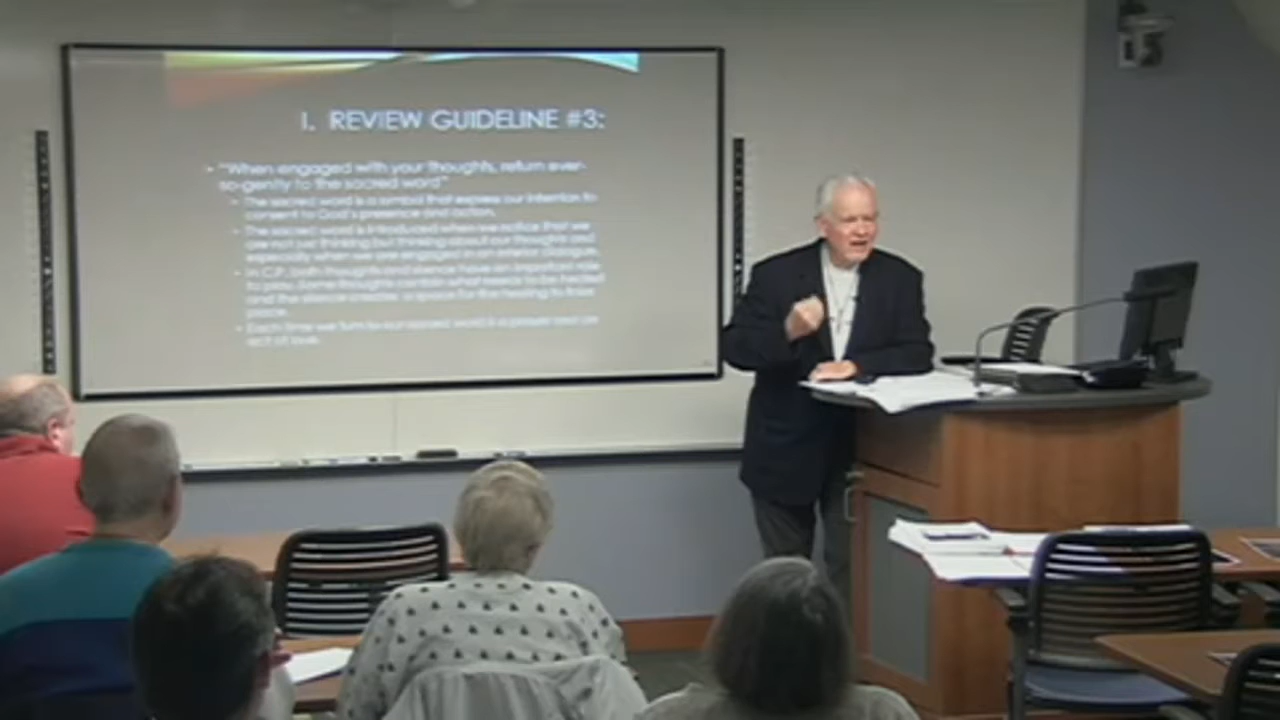 I. REVIEW GUIDELINE #3:
"When engaged with your thoughts, return ever-
so-gently to the sacred word"
The sacred word is a symbol that express our intention to
consent to God's presence and action.
The sacred word is introduced when we notice that we
are not just thinking but thinking about our thoughts and
especially when we are engaged in an interior dialogue.
In C.P. both thoughts and silence have an important role
to play. Some thoughts contain what needs to be healed
and the silence creates a space for the healing to take
place.
Each time we turn to our sacred word is a prayer and an
act of love.